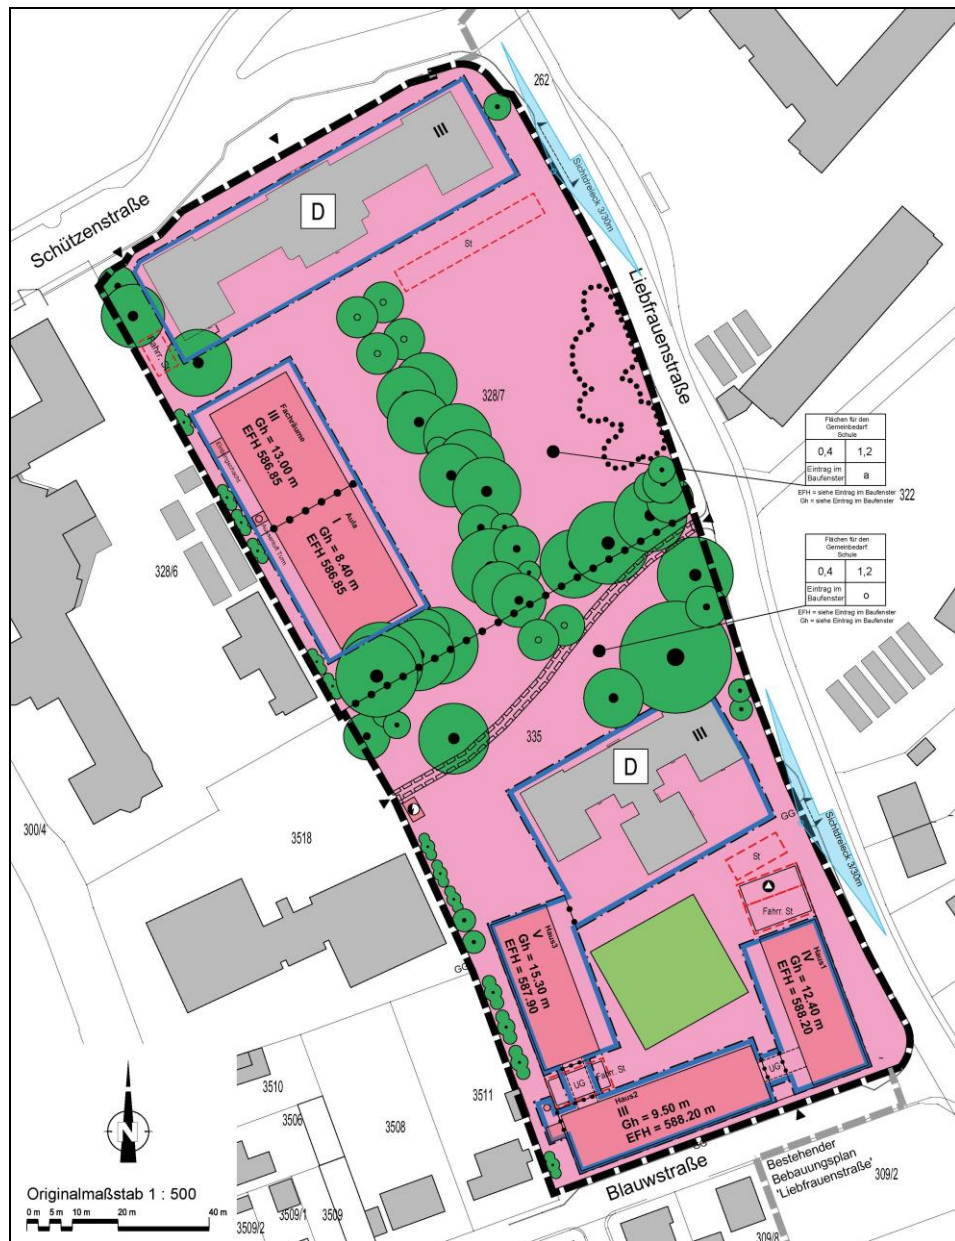 262
Sichtdreieck 3/30m
III
D
Schützenstraße
St
Liebfrauenstraße
Fahrr. St
328/7
Fachräume
III
Gh = 13.00 m
EFH 586.85
Aula
I
Gh = 8.40 m
EFH 586.85
328/6
Flächen für den
Gemeinbedarf:
Schule
0,4 1,2
Eintrag im
Baufenster a
EFH = siehe Eintrag im Baufenster
Gh = siehe Eintrag im Baufenster
322
Flächen für den
Gemeinbedarf:
Schule
0,4 1,2
Eintrag im
Baufenster o
EFH = siehe Eintrag im Baufenster
Gh = siehe Eintrag im Baufenster
335
III
D
300/4
3518
GG
Sichtdreieck 3/30m
St
Fahrr. St
Haus3
V
Gh = 15.30 m
EFH = 587.90
GG
Haus1
IV
Gh = 12.40 m
EFH = 588.20
UG
Fahrr. St
UG
Haus2
III
Gh = 9.50 m
EFH = 588.20 m
GG
3510
3506
3511
3508
N
Blauwstraße
Bestehender
Bebauungsplan
'Liebfrauenstraße'
309/2
Originalmaßstab 1 : 500
0 m 5 m 10 m 20 m 40 m
3509/2
3509/1
3509
309/8